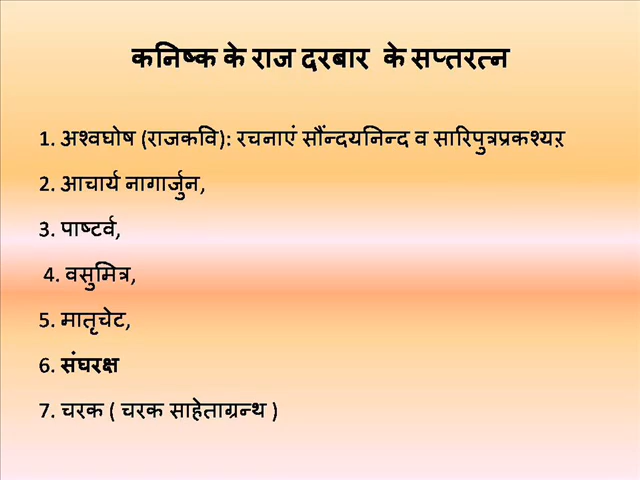 कनिष्क के राज दरबार के सप्तरत्न
1. अश्वघोष (राजकवि): रचनाएं सौंन्दयनिन्द व सारिपुत्रप्रकश्यऱ
2. आचार्य नागार्जुन,
3. पाष्टर्व,
4. वसुमित्र,
5. मातृचेट,
6. संघरक्ष
7. चरक ( चरक साहेताग्रन्थ )